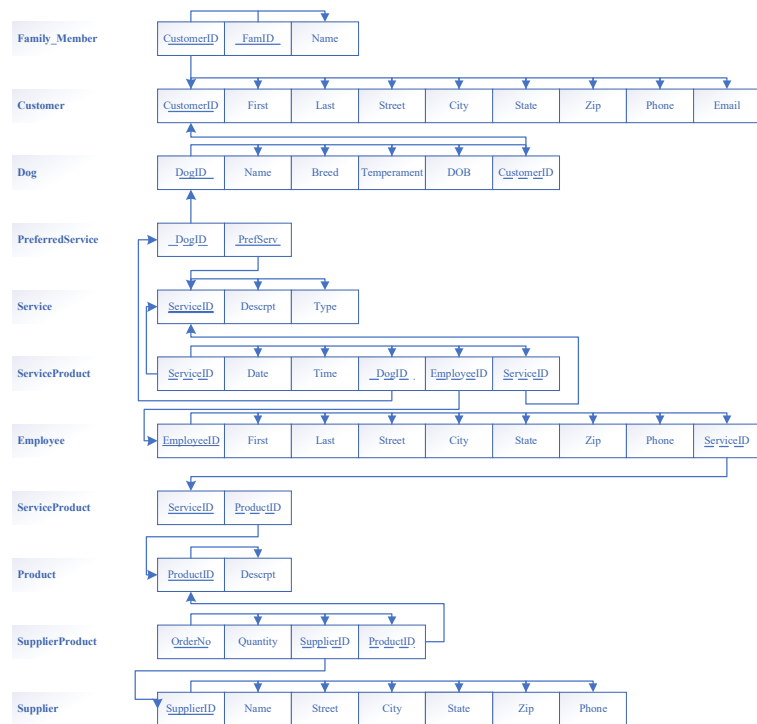 Family_Member CustomerID FamID Name
Customer CustomerID First Last Street City State Zip Phone Email
Dog DogID Name Breed Temperament DOB CustomerID
PreferredService DogID PrefServ
Service ServiceID Descrpt Type
ServiceProduct ServiceID Date Time DogID EmployeeID ServiceID
Employee EmployeeID First Last Street City State Zip Phone ServiceID
ServiceProduct ServiceID ProductID
Product ProductID Descrpt
SupplierProduct OrderNo Quantity SupplierID ProductID
Supplier SupplierID Name Street City State Zip Phone